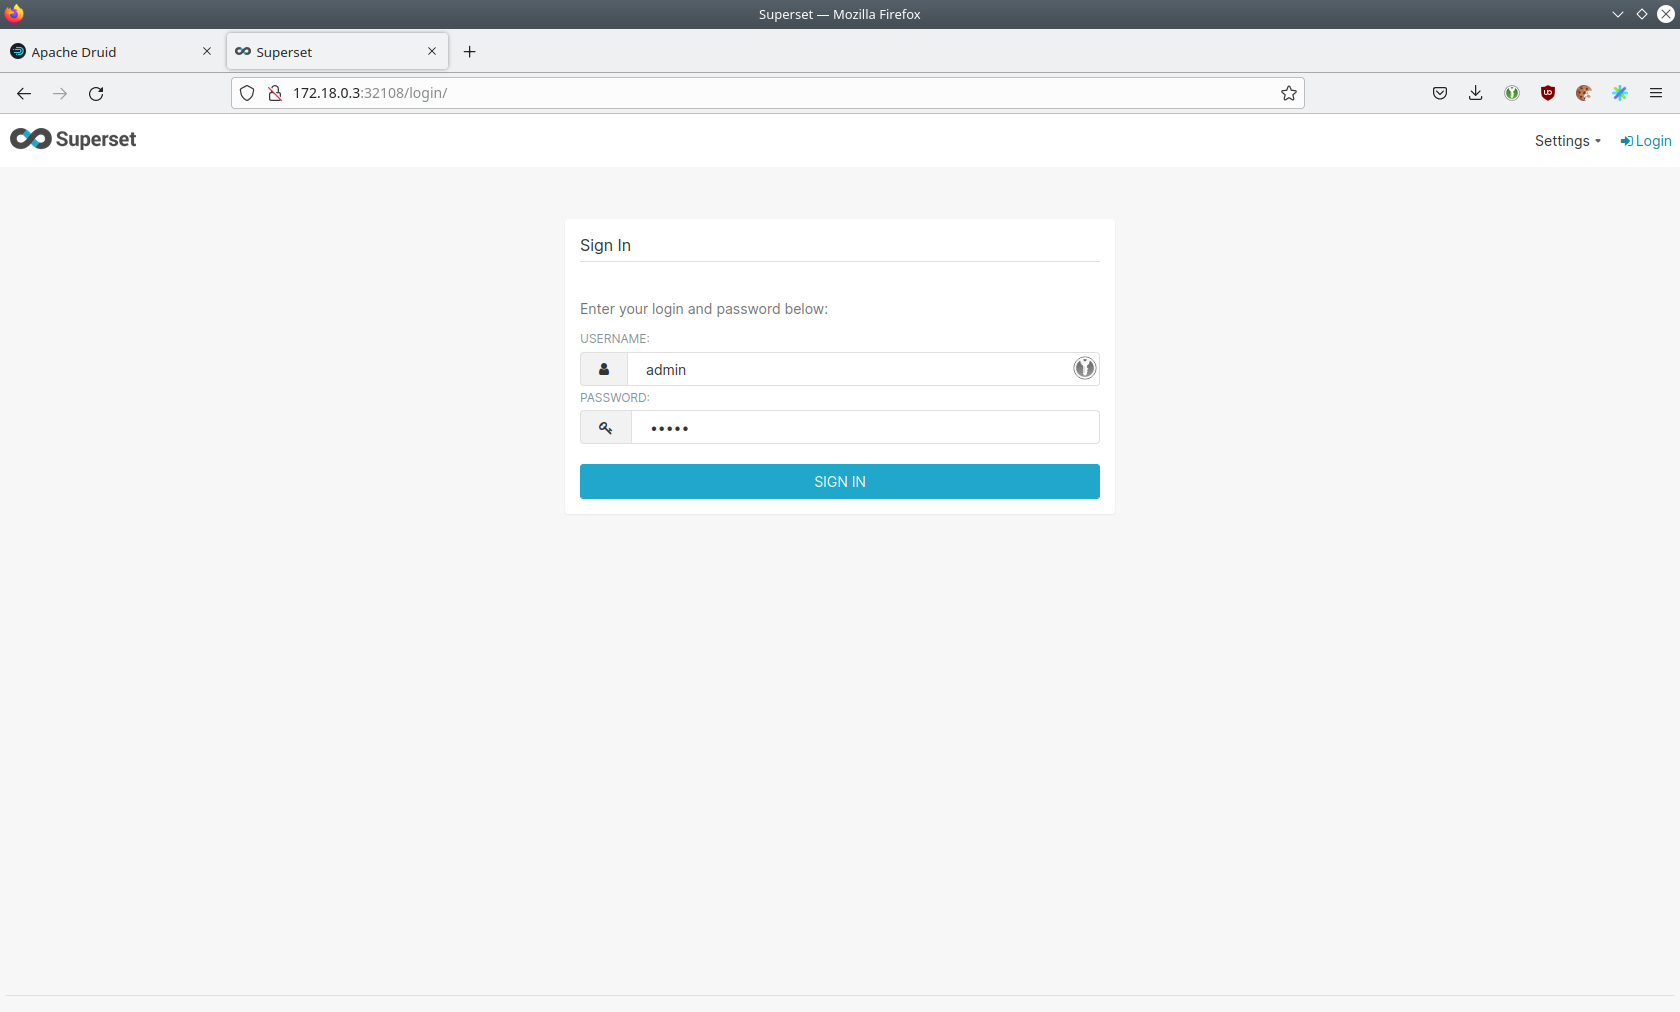 Superset — Mozilla Firefox
Apache Druid
Superset
172.18.0.3:32108/login/
Superset
Settings
Login
Sign In
Enter your login and password below:
USERNAME:
admin
PASSWORD:
•••••
SIGN IN